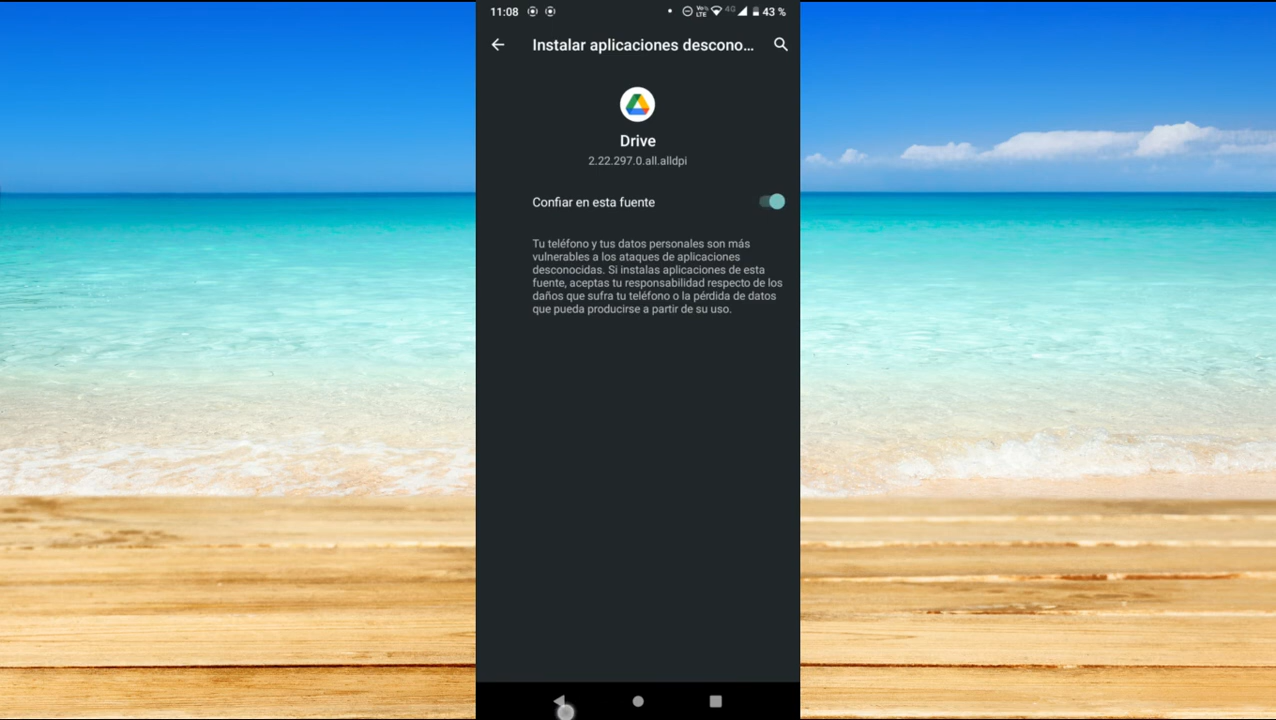 11:08 Vo LTE 4G 43 %
Instalar aplicaciones descono...
Drive
2.22.297.0.all.alldpi
Confiar en esta fuente
Tu teléfono y tus datos personales son más
vulnerables a los ataques de aplicaciones
desconocidas. Si instalas aplicaciones de esta
fuente, aceptas tu responsabilidad respecto de los
daños que sufra tu teléfono o la pérdida de datos
que pueda producirse a partir de su uso.